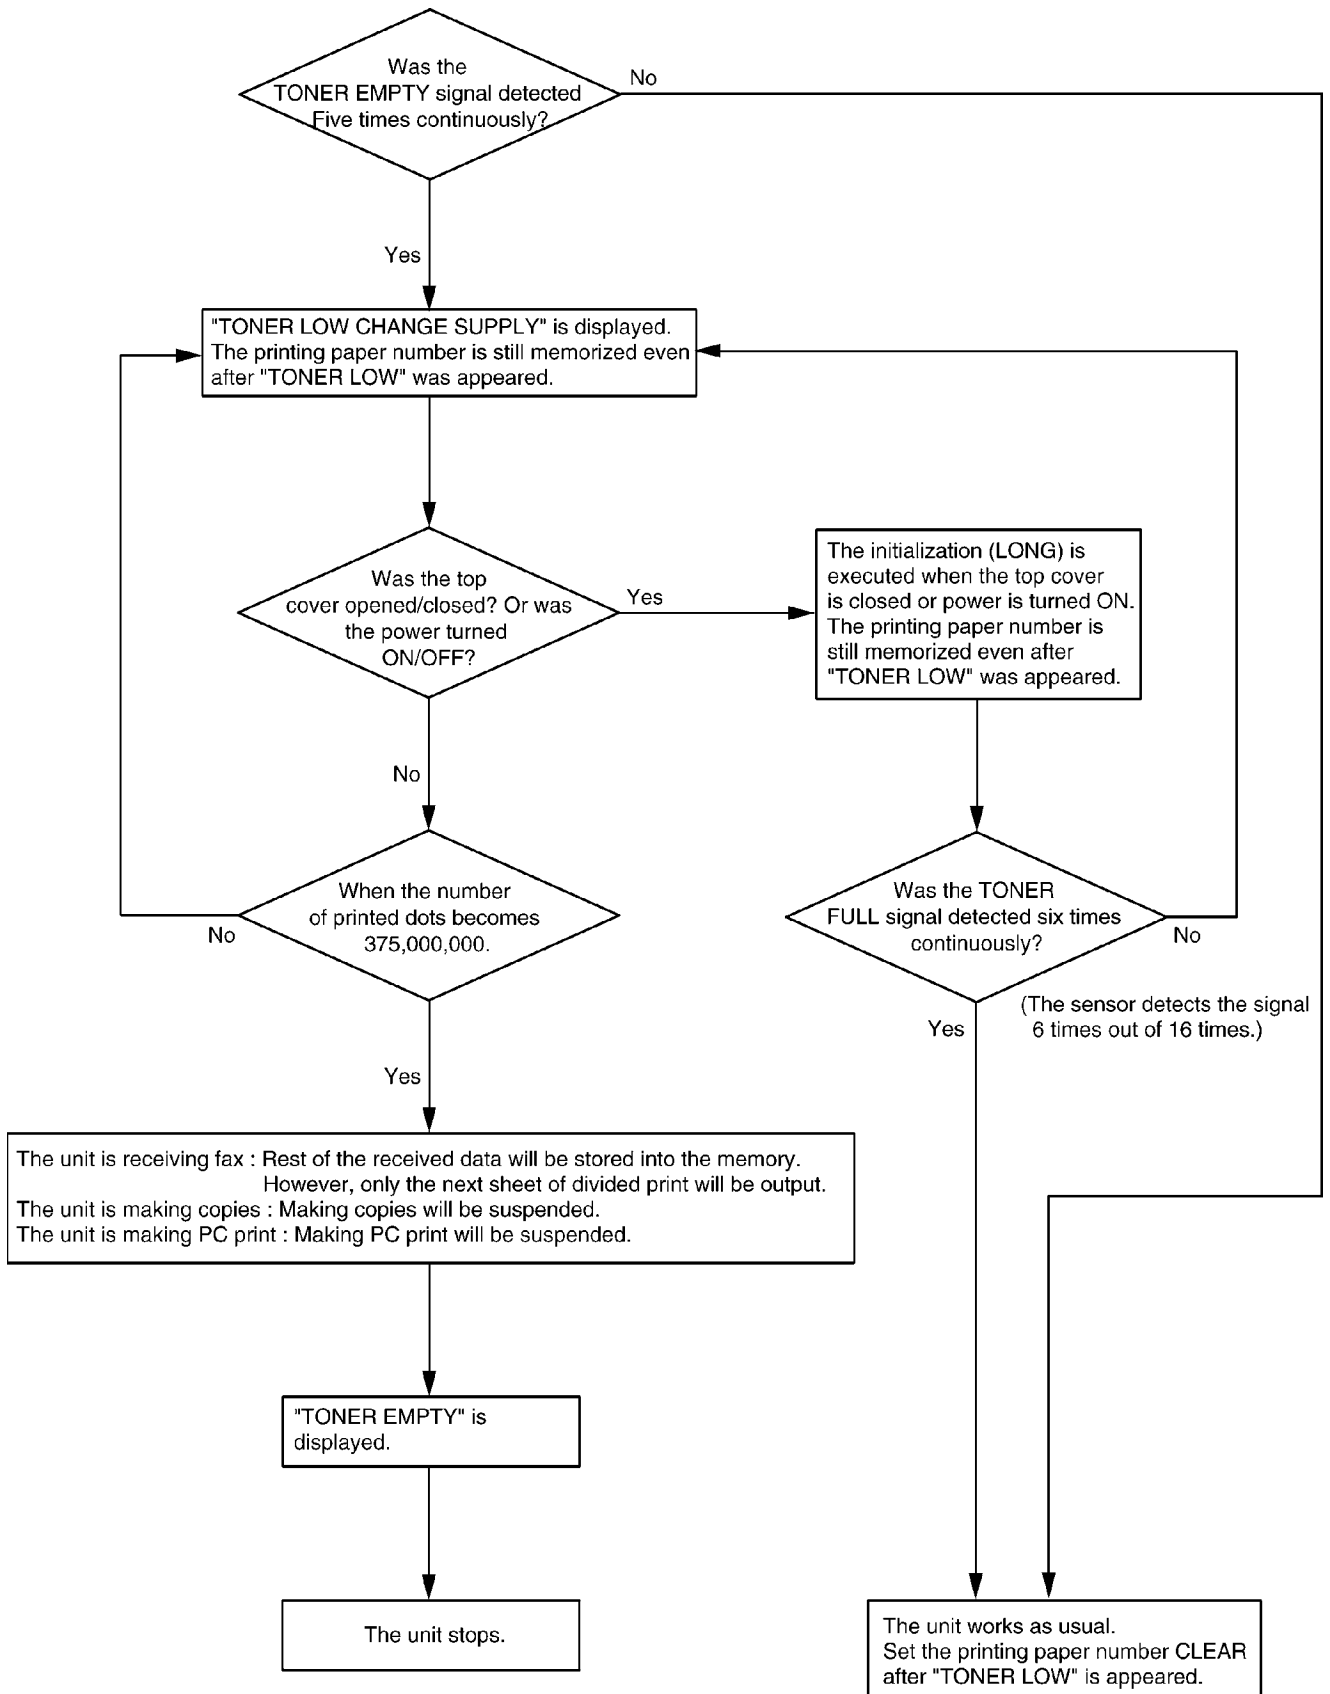 Was the
TONER EMPTY signal detected
Five times continuously?
No
Yes
"TONER LOW CHANGE SUPPLY" is displayed.
The printing paper number is still memorized even
after "TONER LOW" was appeared.
Was the top
cover opened/closed? Or was
the power turned
ON/OFF?
Yes
The initialization (LONG) is
executed when the top cover
is closed or power is turned ON.
The printing paper number is
still memorized even after
"TONER LOW" was appeared.
No
When the number
of printed dots becomes
375,000,000.
No
Was the TONER
FULL signal detected six times
continuously?
No
(The sensor detects the signal
6 times out of 16 times.)
Yes
Yes
The unit is receiving fax : Rest of the received data will be stored into the memory.
However, only the next sheet of divided print will be output.
The unit is making copies : Making copies will be suspended.
The unit is making PC print : Making PC print will be suspended.
"TONER EMPTY" is
displayed.
The unit stops.
The unit works as usual.
Set the printing paper number CLEAR
after "TONER LOW" is appeared.